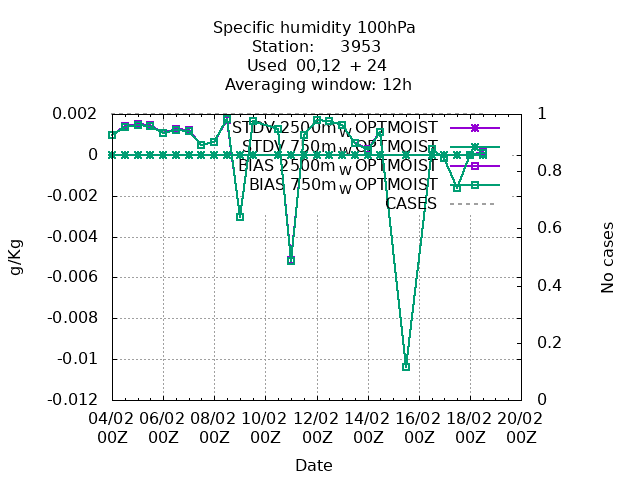 Specific humidity 100hPa
Station: 3953
Used 00,12 + 24
Averaging window: 12h
0.002
0
-0.002
-0.004
-0.006
-0.008
-0.01
-0.012
1
0.8
0.6
0.4
0.2
0
STDV 2500m w OPTMOIST
STDV 750m w OPTMOIST
BIAS 2500m w OPTMOIST
BIAS 750m w OPTMOIST
CASES
g/Kg
No cases
04/02 06/02 08/02 10/02 12/02 14/02 16/02 18/02 20/02
00Z 00Z 00Z 00Z 00Z 00Z 00Z 00Z 00Z
Date